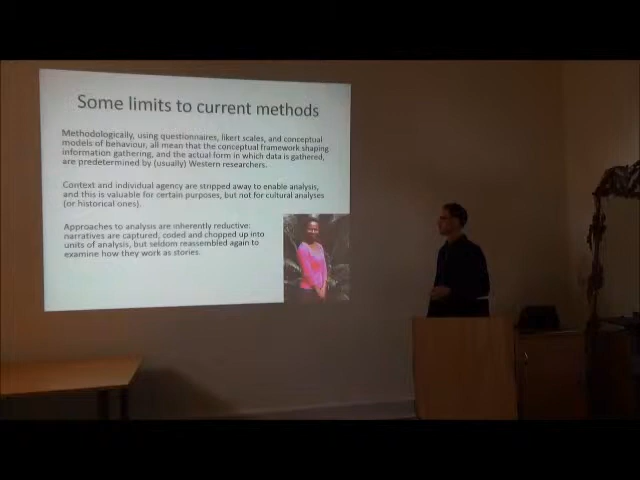 Some limits to current methods
Methodologically, using questionnaires, likert scales, and conceptual
models of behaviour, all mean that the conceptual framework shaping
information gathering, and the actual form in which data is gathered,
are predetermined by (usually) Western researchers.
Context and individual agency are stripped away to enable analysis,
and this is valuable for certain purposes, but not for cultural analyses
(or historical ones).
Approaches to analysis are inherently reductive:
narratives are captured, coded and chopped up into
units of analysis, but seldom reassembled again to
examine how they work as stories.